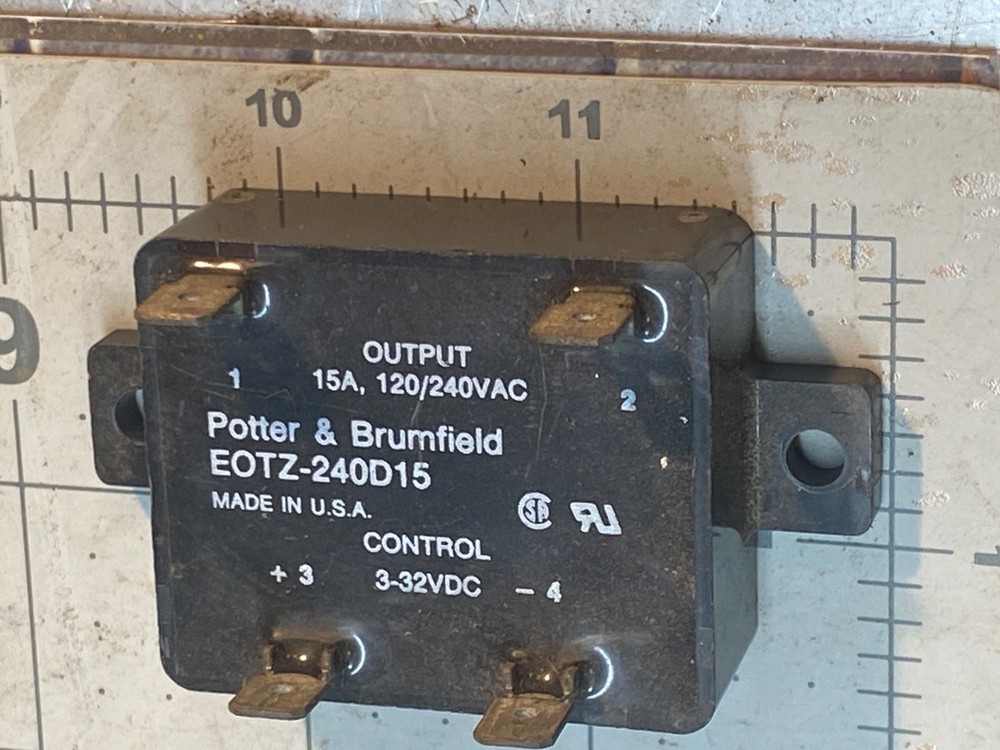 10 11
9
OUTPUT
1 15A, 120/240VAC 2
Potter & Brumfield
EOTZ-240D15
MADE IN U.S.A.
CONTROL
+ 3 3-32VDC - 4